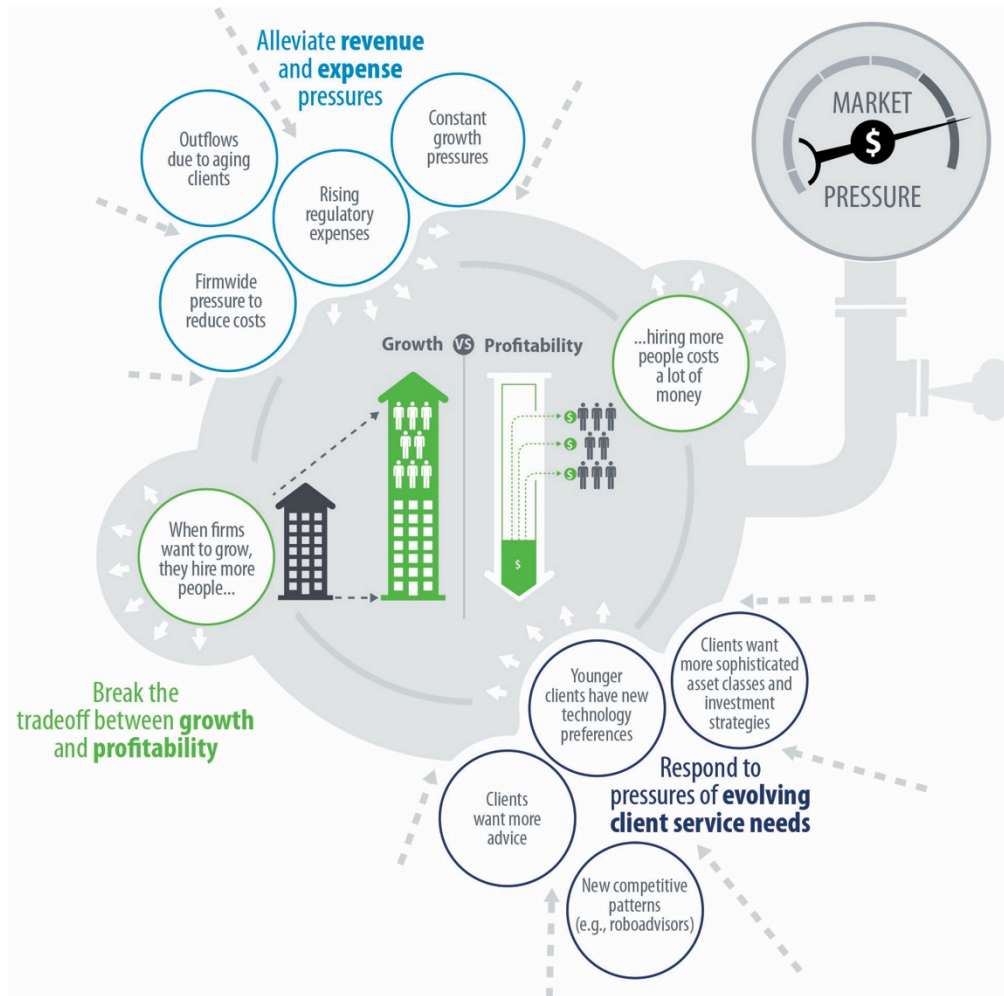 Alleviate revenue
and expense
pressures
Outflows
due to aging
clients
Rising
regulatory
expenses
Constant
growth
pressures
Firmwide
pressure to
reduce costs
MARKET
$
PRESSURE
Growth VS Profitability
...hiring more
people costs
a lot of
money
$
$
$
$
When firms
want to grow,
they hire more
people...
Break the
tradeoff between growth
and profitability
Younger
clients have new
technology
preferences
Clients want
more sophisticated
asset classes and
investment
strategies
Respond to
pressures of evolving
client service needs
Clients
want more
advice
New competitive
patterns
(e.g., roboadvisors)